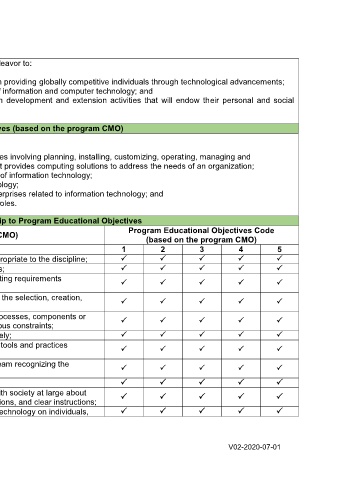 deavor to:
n providing globally competitive individuals through technological advancements;
f information and computer technology; and
n development and extension activities that will endow their personal and social
ves (based on the program CMO)
es involving planning, installing, customizing, operating, managing and
t provides computing solutions to address the needs of an organization;
of information technology;
ology;
erprises related to information technology; and
oles.
ip to Program Educational Objectives
CMO)
Program Educational Objectives Code
(based on the program CMO)
1 2 3 4 5
ropriate to the discipline; ✓ ✓ ✓ ✓ ✓
s; ✓ ✓ ✓ ✓ ✓
ting requirements ✓ ✓ ✓ ✓ ✓
the selection, creation, ✓ ✓ ✓ ✓ ✓
ocesses, components or
ous constraints; ✓ ✓ ✓ ✓ ✓
ely; ✓ ✓ ✓ ✓ ✓
tools and practices ✓ ✓ ✓ ✓ ✓
eam recognizing the ✓ ✓ ✓ ✓ ✓
✓ ✓ ✓ ✓ ✓
ith society at large about
ions, and clear instructions; ✓ ✓ ✓ ✓ ✓
echnology on individuals, ✓ ✓ ✓ ✓ ✓
V02-2020-07-01